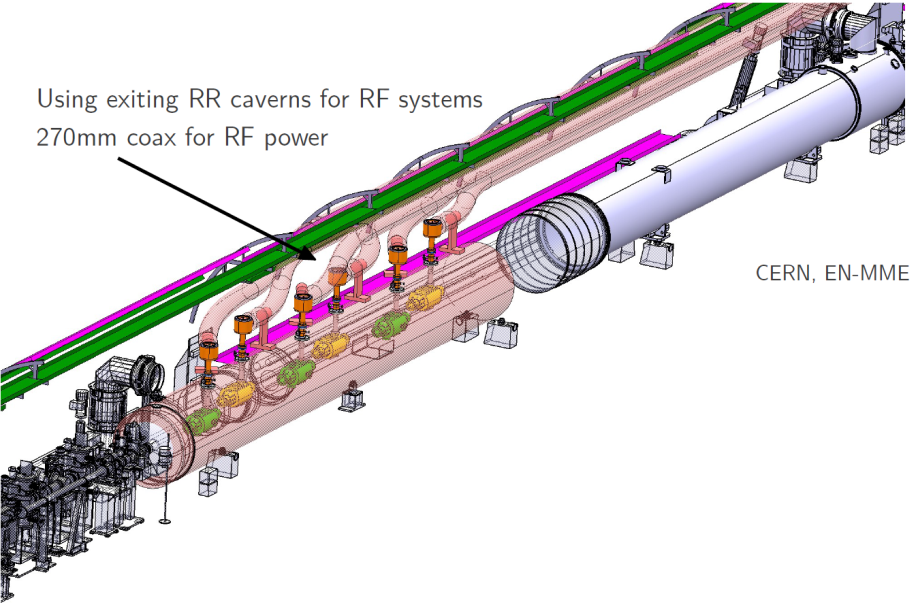 Using exiting RR caverns for RF systems
270mm coax for RF power
CERN, EN-MME